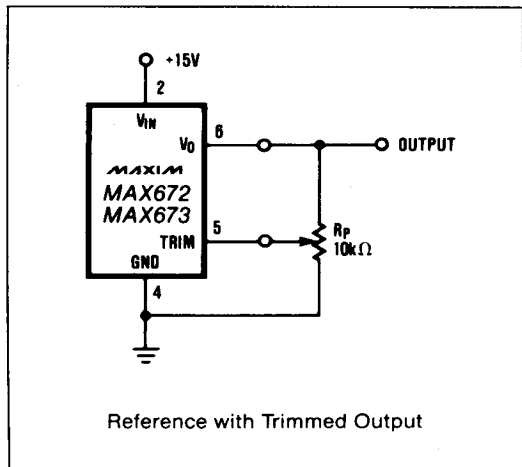 +15V
2
VIN
6
VO
OUTPUT
MAXIM
MAX672
MAX673
5
TRIM
RP
10kΩ
GND
4
Reference with Trimmed Output